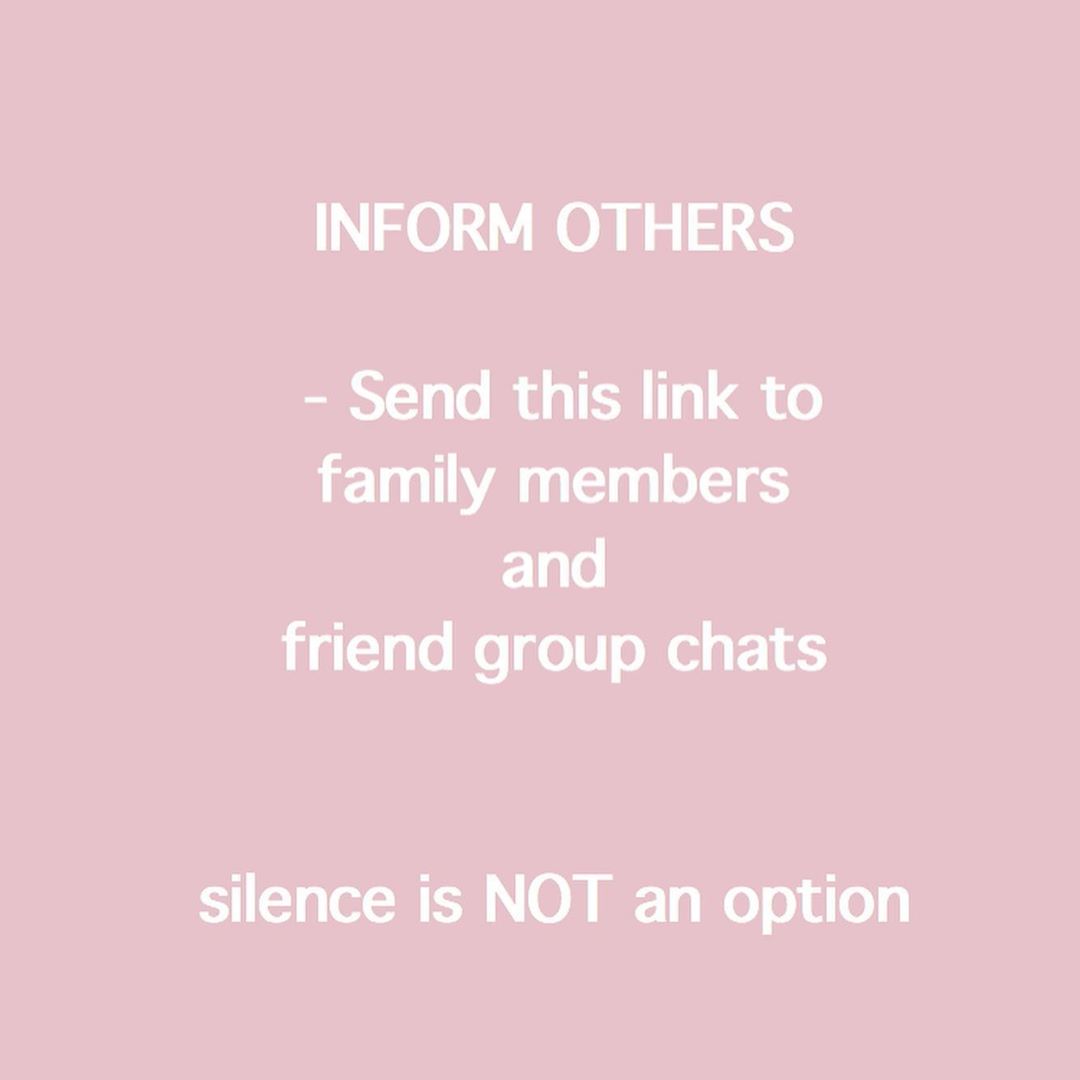 INFORM OTHERS
- Send this link to
family members
and
friend group chats
silence is NOT an option